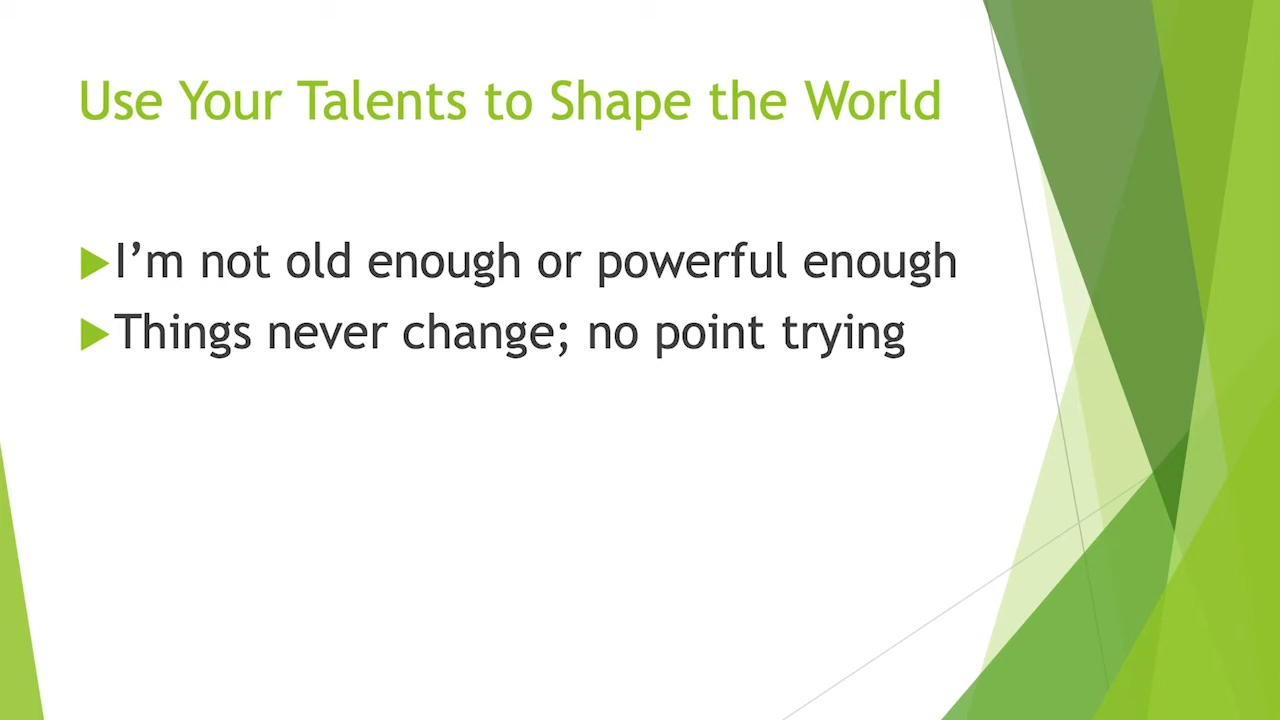 Use Your Talents to Shape the World
I’m not old enough or powerful enough
Things never change; no point trying